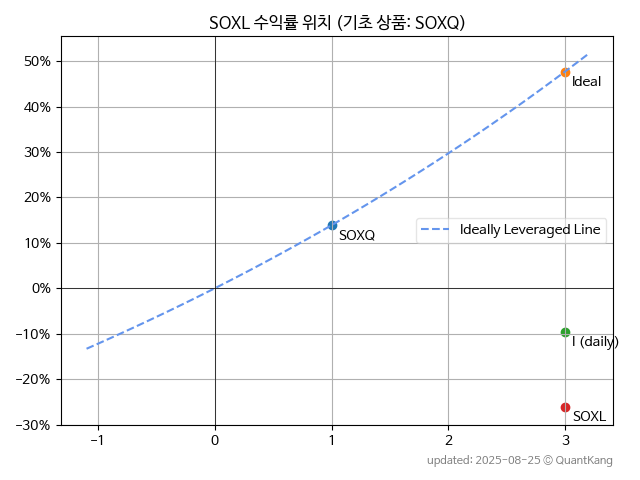 SOXL 수익률 위치 (기초 상품: SOXQ)
50%
40%
30%
20%
10%
0%
-10%
-20%
-30%
Ideal
SOXQ
Ideally Leveraged Line
I (daily)
SOXL
-1
0
1
2
3
updated: 2025-08-25 © QuantKang